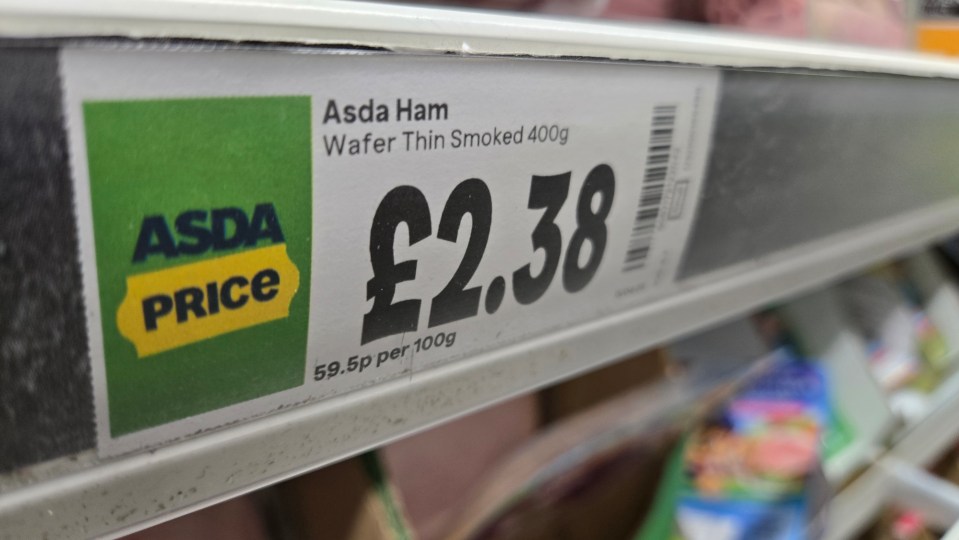 Asda Ham
Wafer Thin Smoked 400g
ASDA
PRICE
£2.38
59.5p per 100g